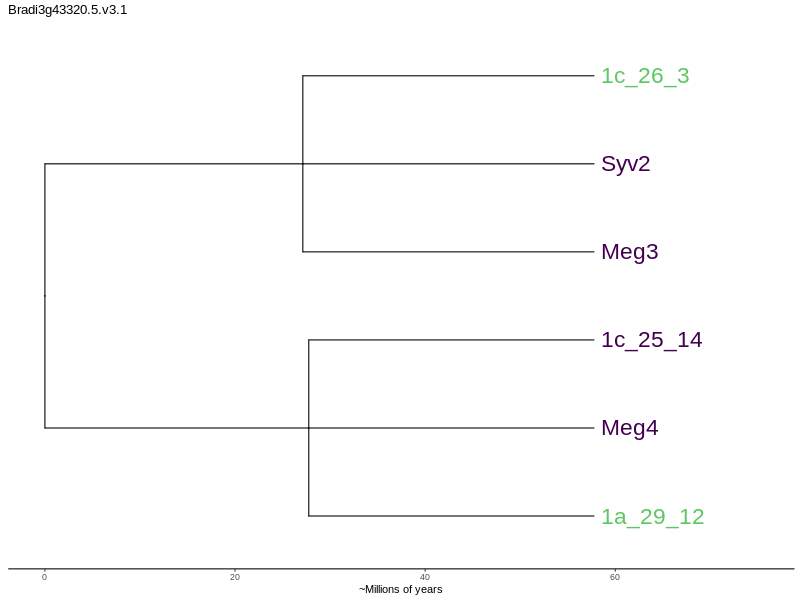 Bradi3g43320.5.v3.1
1c_26_3
Syv2
Meg3
1c_25_14
Meg4
1a_29_12
0 20 40 60
~Millions of years